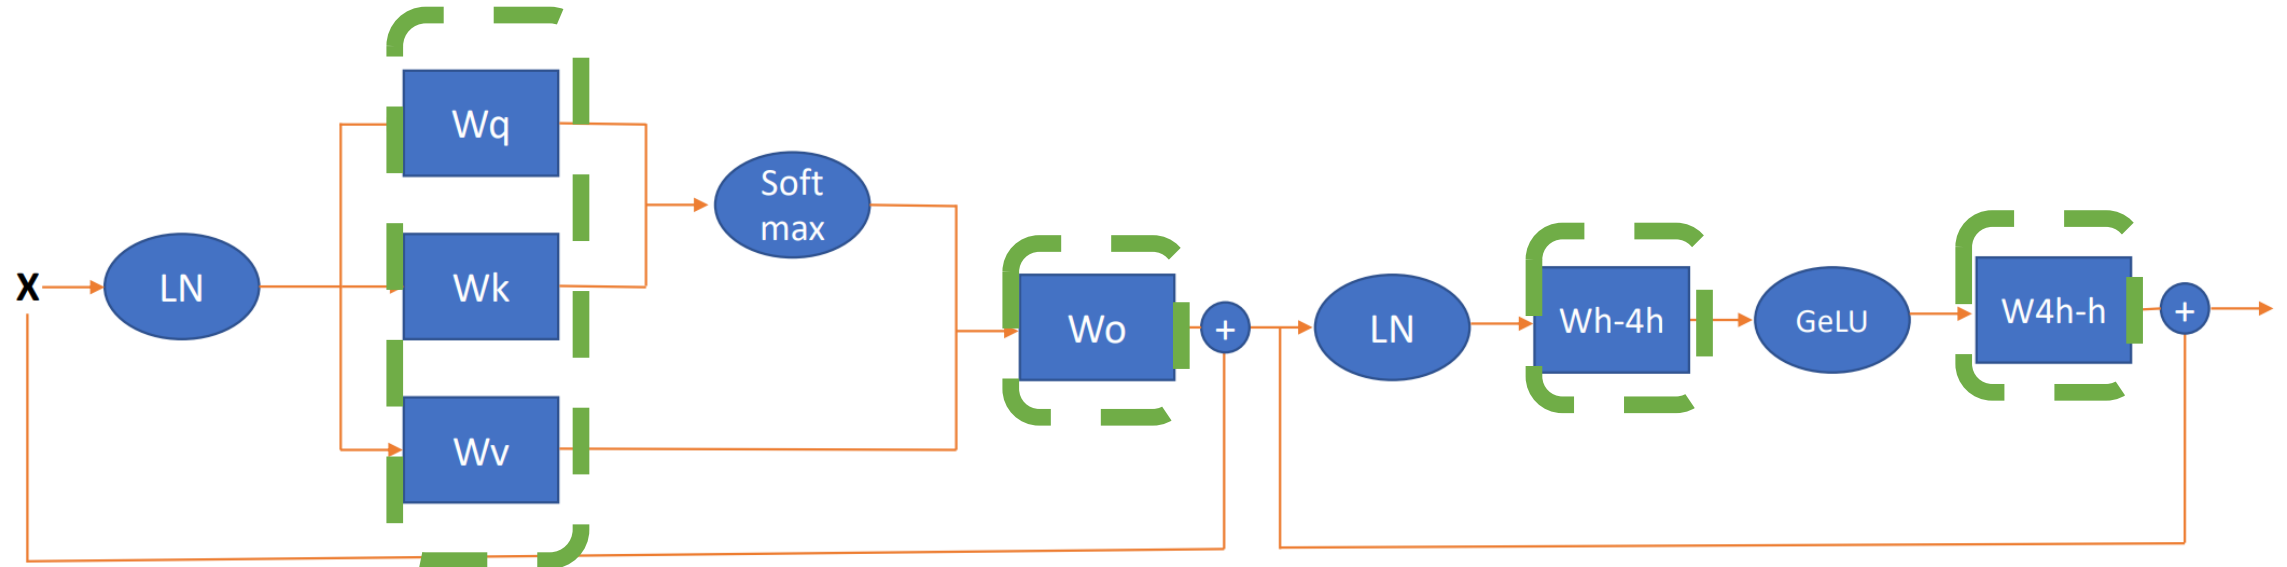 X
LN
Wq
Wk
Wv
Soft
max
Wo
+
LN
Wh-4h
GeLU
W4h-h
+